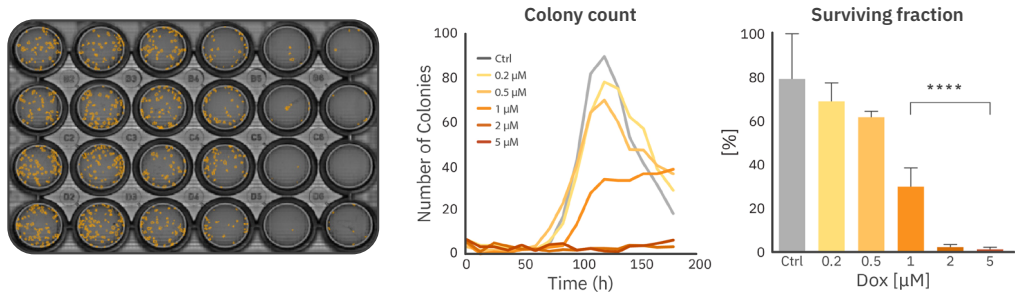 Colony count
Number of Colonies
100
80
60
40
20
0
Ctrl
0.2 µM
0.5 µM
1 µM
2 µM
5 µM
0
50
100
150
200
Time (h)
Surviving fraction
[%]
100
80
60
40
20
0
****
Ctrl
0.2
0.5
1
2
5
Dox [µM]
B2
B3
B4
B5
B6
C2
C3
C4
C5
C6
D2
D3
D4
D5
D6